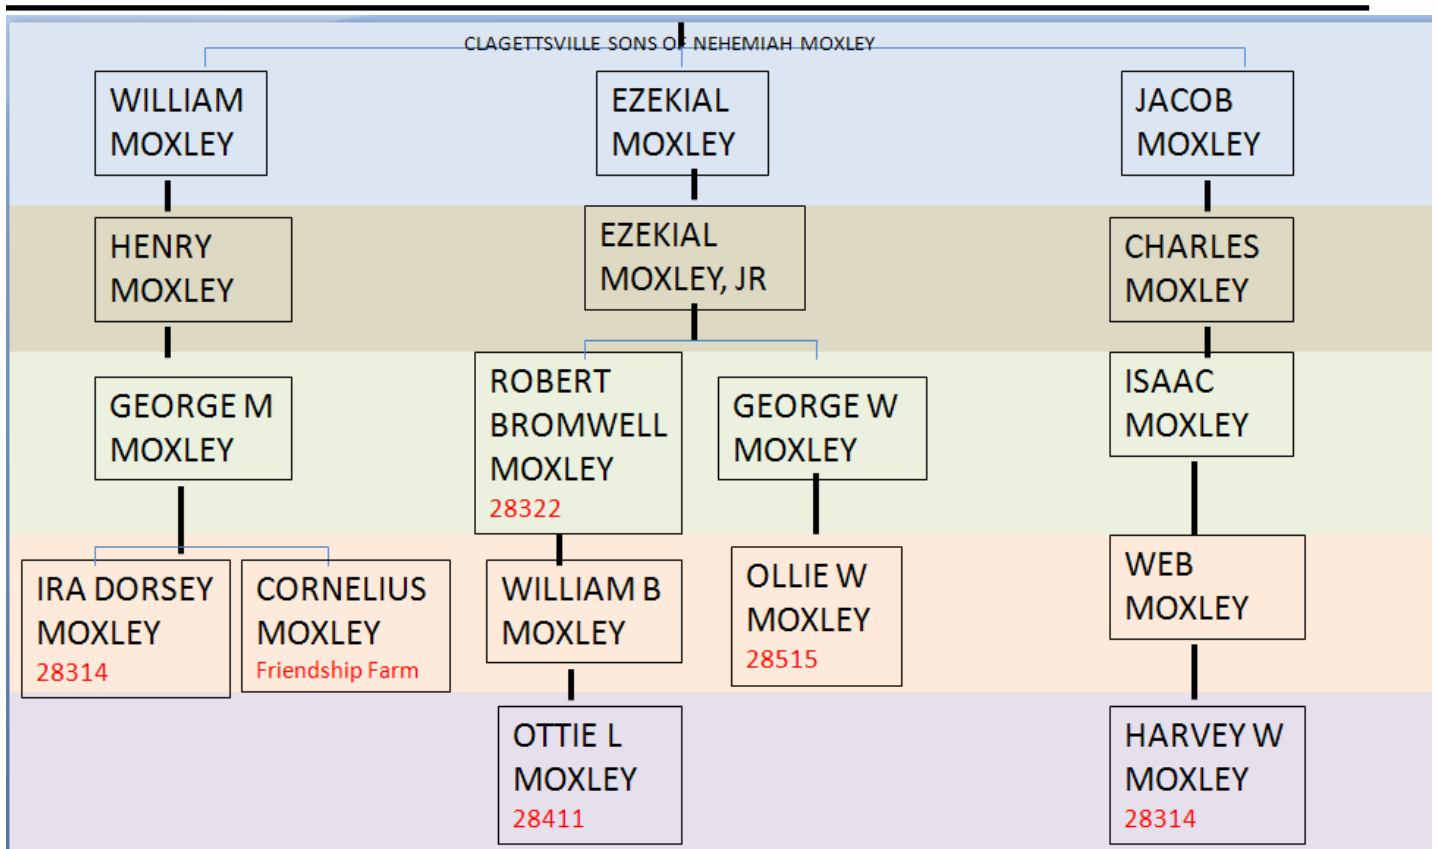 CLAGETTSVILLE SONS OF NEHEMIAH MOXLEY
WILLIAM
MOXLEY
EZEKIAL
MOXLEY
JACOB
MOXLEY
HENRY
MOXLEY
EZEKIAL
MOXLEY, JR
CHARLES
MOXLEY
GEORGE M
MOXLEY
ROBERT
BROMWELL
MOXLEY
28322
GEORGE W
MOXLEY
ISAAC
MOXLEY
IRA DORSEY
MOXLEY
28314
CORNELIUS
MOXLEY
Friendship Farm
WILLIAM B
MOXLEY
OLLIE W
MOXLEY
28515
WEB
MOXLEY
OTTIE L
MOXLEY
28411
HARVEY W
MOXLEY
28314